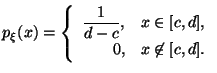 p_ξ(x) = { 1/(d − c), x ∈ [c, d],
0, x ∉ [c, d].